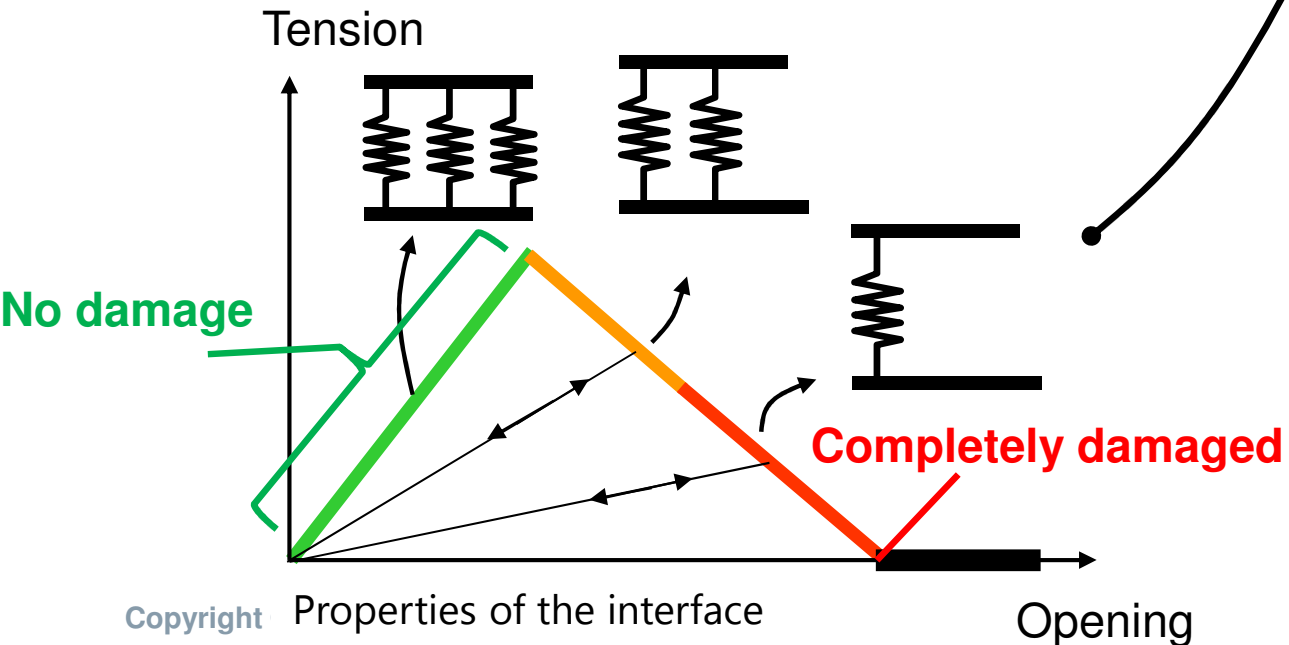 Tension
No damage
Completely damaged
Copyright
Properties of the interface
Opening